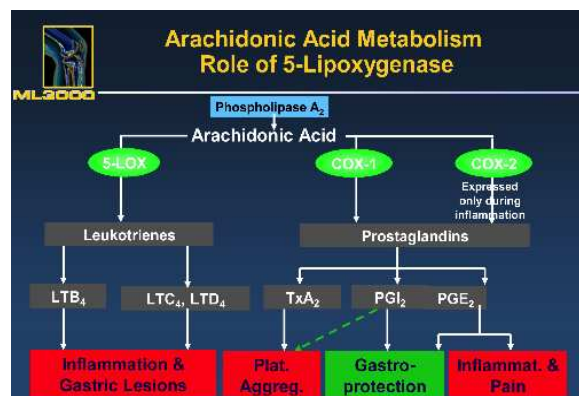 Arachidonic Acid Metabolism
Role of 5-Lipoxygenase
ML3000
Phospholipase A₂
Arachidonic Acid
5-LOX
COX-1
COX-2
Expressed
only during
inflammation
Leukotrienes
Prostaglandins
LTB₄
LTC₄, LTD₄
TxA₂
PGI₂
PGE₂
Inflammation &
Gastric Lesions
Plat.
Aggreg.
Gastro-
protection
Inflammat. &
Pain